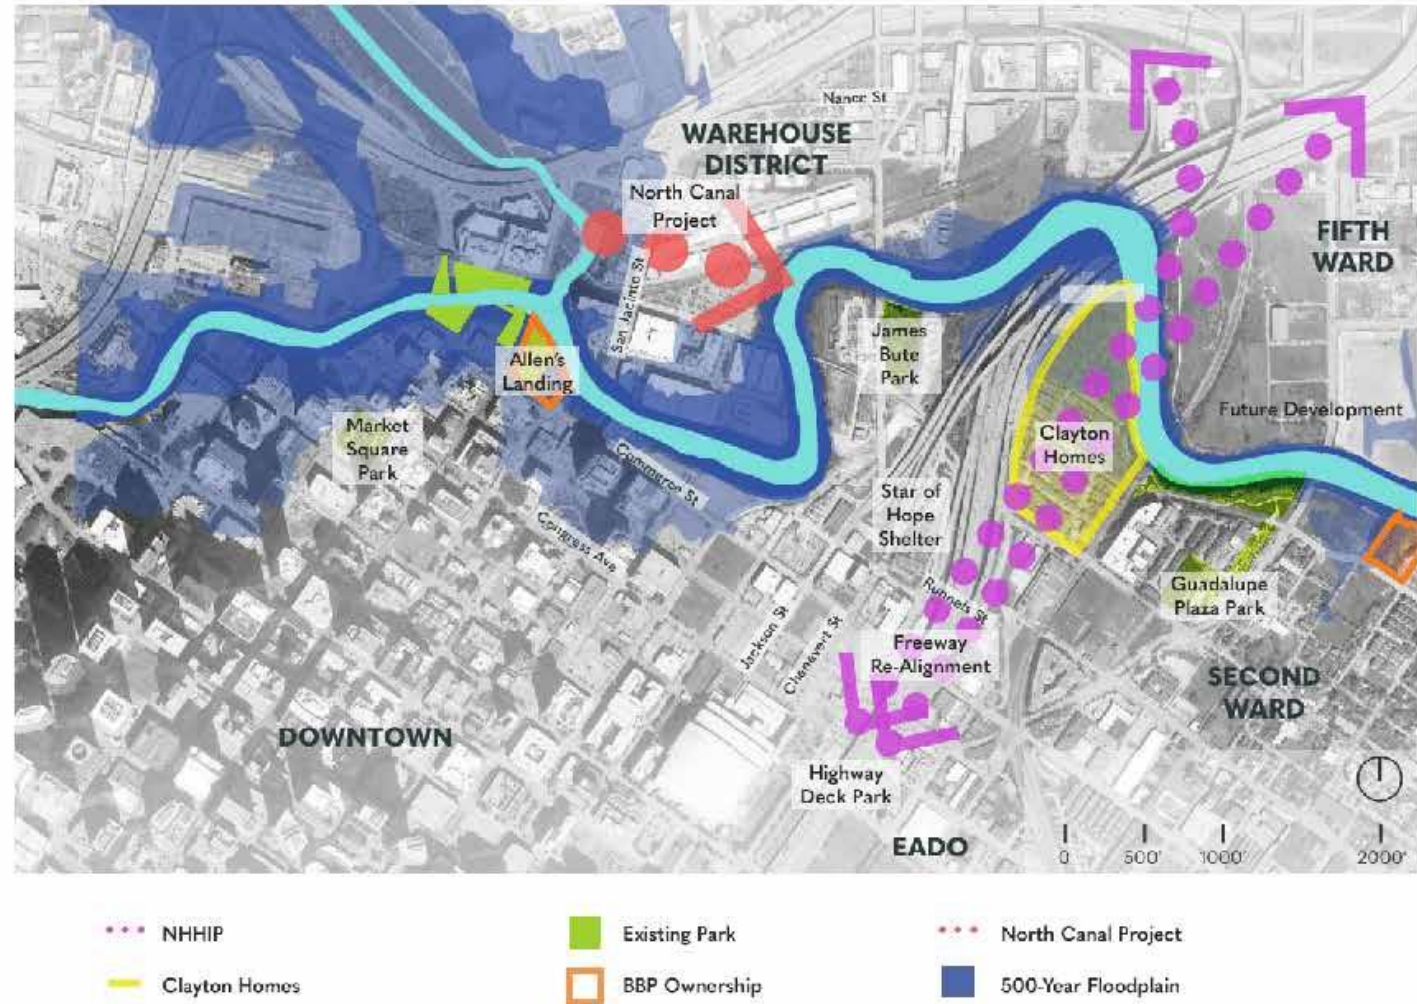 Nance St
WAREHOUSE
DISTRICT
North Canal
Project
FIFTH
WARD
San Jacinto St
James
Bute
Park
Allen's
Landing
Future Development
Market
Square
Park
Clayton
Homes
Commerce St
Star of
Hope
Shelter
Congress Ave
Guadalupe
Plaza Park
Runnels St
Jackson St
Chenevert St
Freeway
Re-Alignment
SECOND
WARD
DOWNTOWN
Highway
Deck Park
EADO
0 500' 1000' 2000'
NHHIP
Existing Park
North Canal Project
Clayton Homes
BBP Ownership
500-Year Floodplain